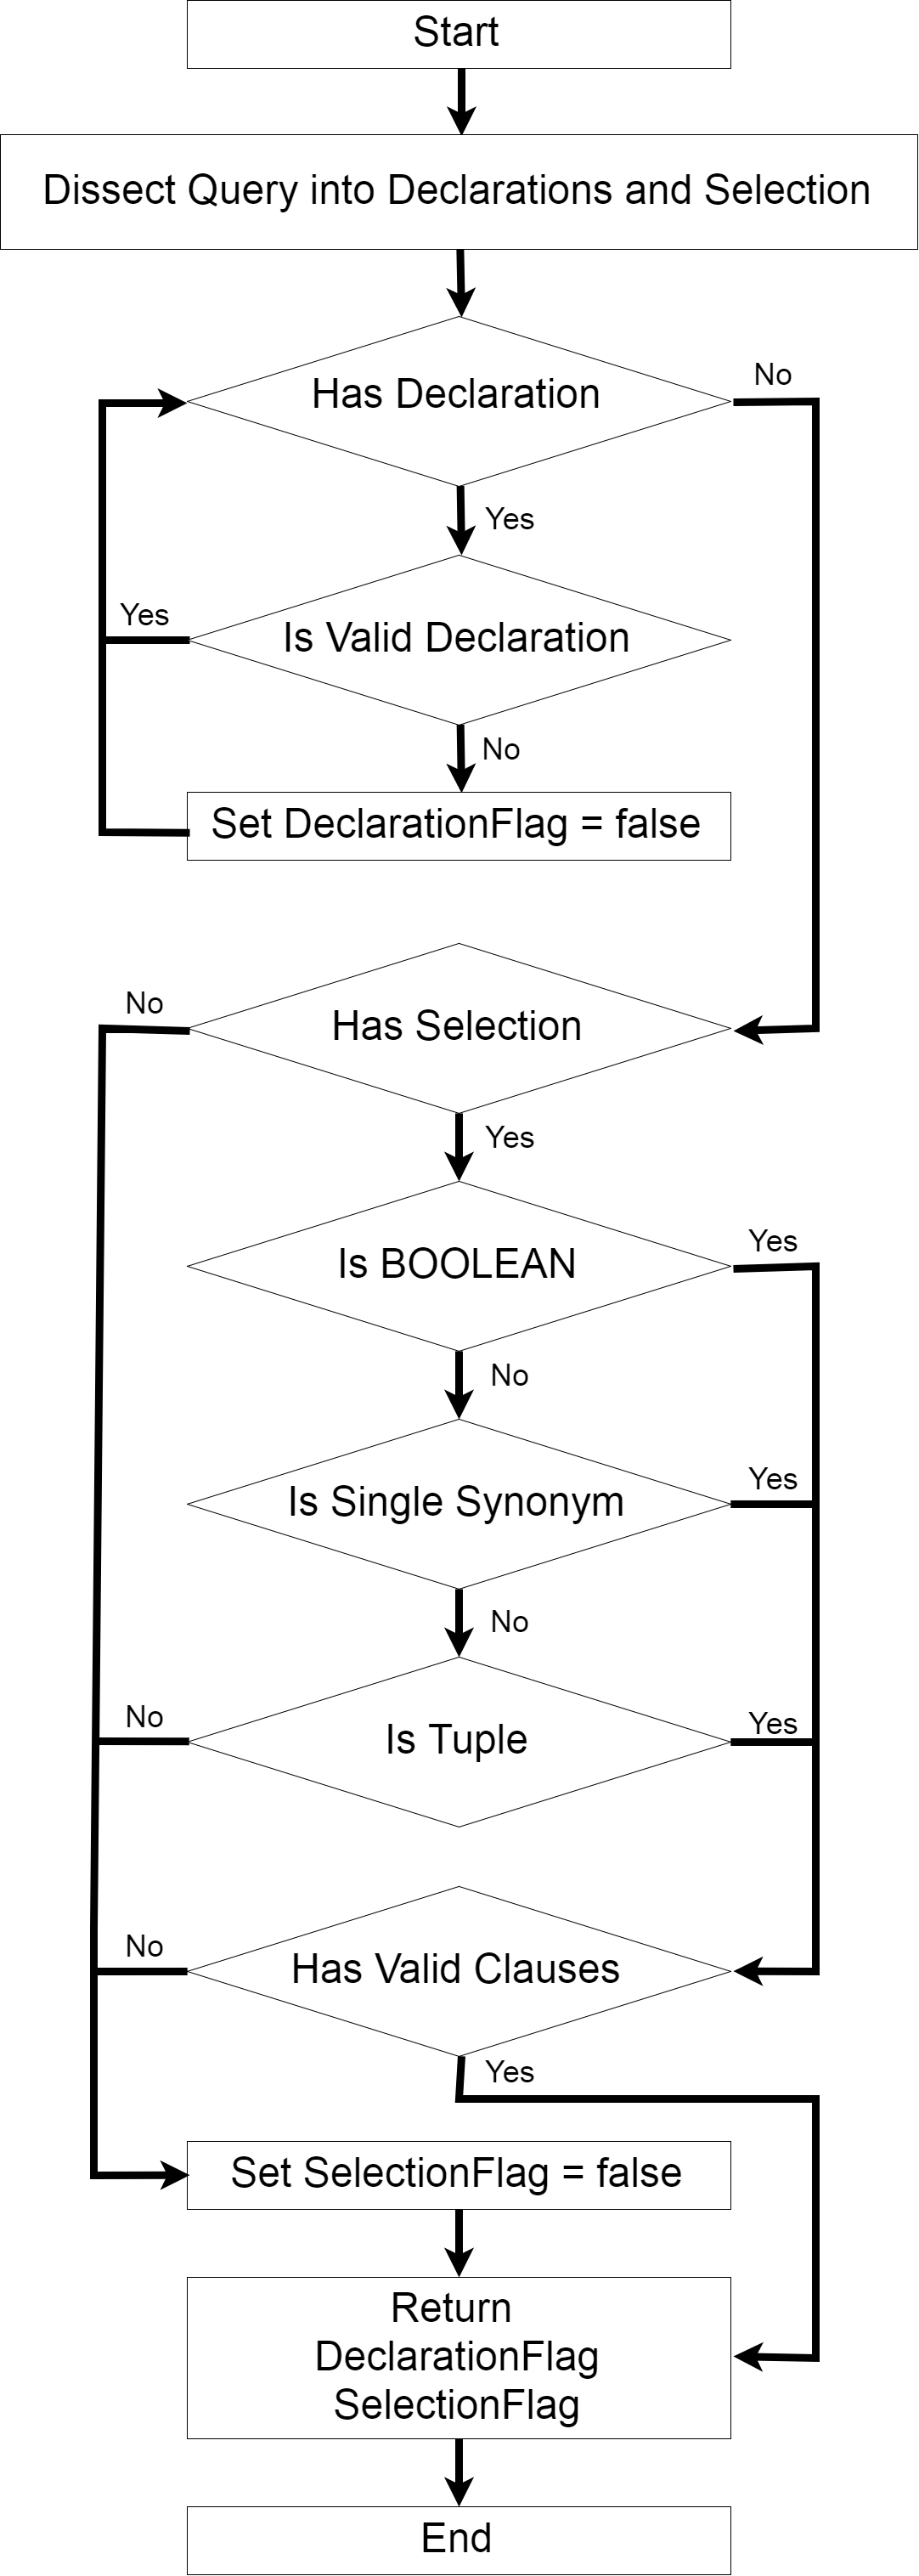 Start
Dissect Query into Declarations and Selection
Has Declaration
No
Yes
Yes
Is Valid Declaration
No
Set DeclarationFlag = false
No
Has Selection
Yes
Is BOOLEAN
Yes
No
Is Single Synonym
Yes
No
No
Is Tuple
Yes
No
Has Valid Clauses
Yes
Set SelectionFlag = false
Return
DeclarationFlag
SelectionFlag
End